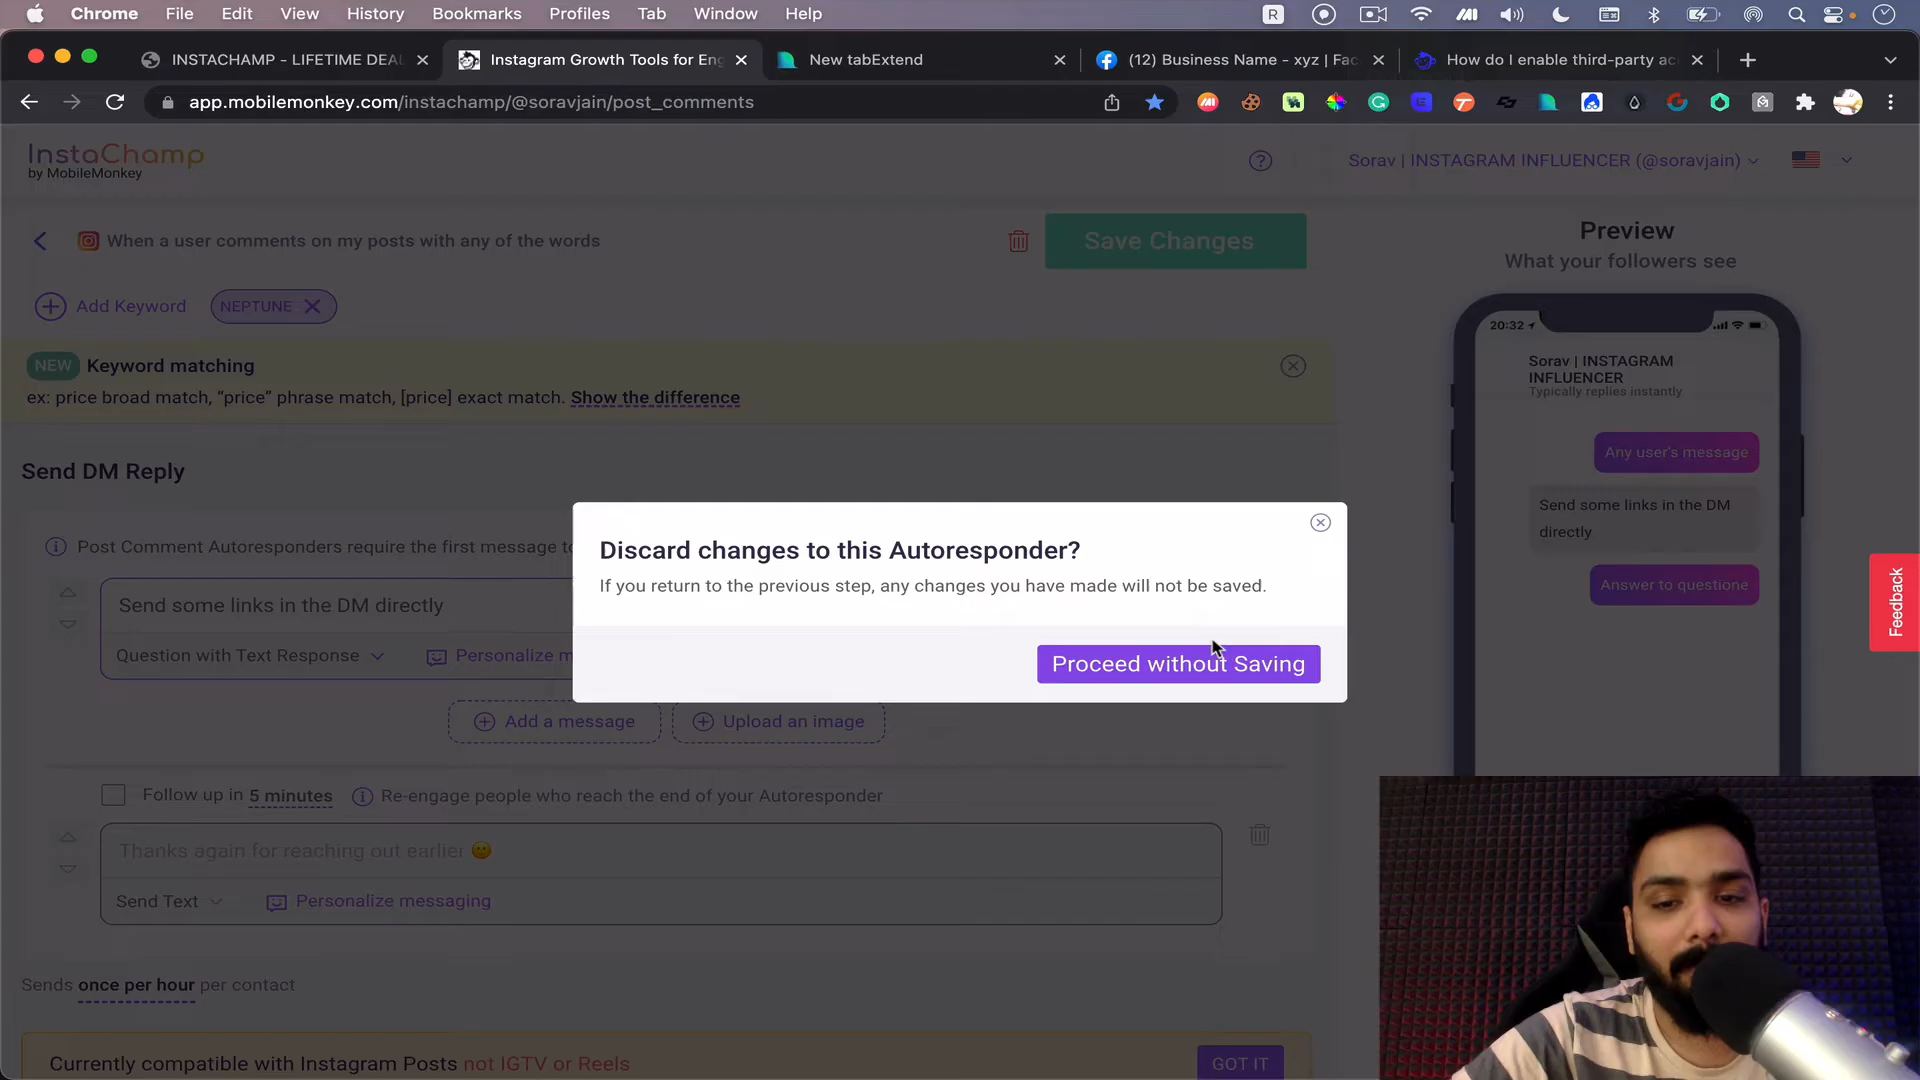 Chrome File Edit View History Bookmarks Profiles Tab Window Help
INSTACHAMP - LIFETIME DEAL
Instagram Growth Tools for Eng
New tabExtend
(12) Business Name - xyz | Fac
How do I enable third-party ac
app.mobilemonkey.com/instachamp/@soravjain/post_comments
InstaChamp
by MobileMonkey
Sorav | INSTAGRAM INFLUENCER (@soravjain)
When a user comments on my posts with any of the words
Save Changes
Add Keyword NEPTUNE
NEW Keyword matching
ex: price broad match, “price” phrase match, [price] exact match. Show the difference
Send DM Reply
Post Comment Autoresponders require the first message to
Send some links in the DM directly
Question with Text Response Personalize m
Add a message Upload an image
Follow up in 5 minutes Re-engage people who reach the end of your Autoresponder
Thanks again for reaching out earlier
Send Text Personalize messaging
Sends once per hour per contact
Currently compatible with Instagram Posts not IGTV or Reels
GOT IT
Discard changes to this Autoresponder?
If you return to the previous step, any changes you have made will not be saved.
Proceed without Saving
Preview
What your followers see
20:32
Sorav | INSTAGRAM
INFLUENCER
Typically replies instantly
Any user's message
Send some links in the DM
directly
Answer to questione
Feedback